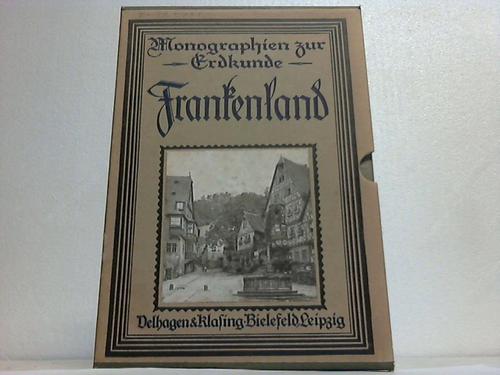 Monographien zur
Erdkunde
Frankenland
Velhagen & Klasing · Bielefeld, Leipzig